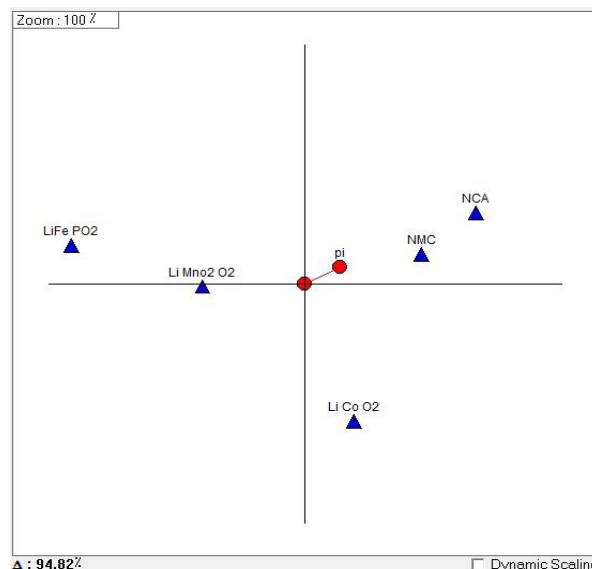 Zoom : 100 %
NCA
LiFe PO2
NMC
pi
Li Mno2 O2
Li Co O2
Δ : 94.82%
Dynamic Scaling